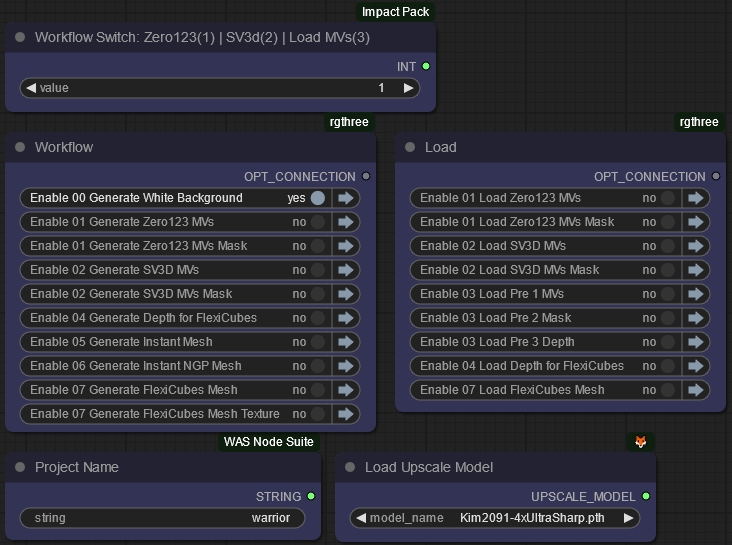 Impact Pack
Workflow Switch: Zero123(1) | SV3d(2) | Load MVs(3)
INT
value 1
rgthree
Workflow
OPT_CONNECTION
Enable 00 Generate White Background yes
Enable 01 Generate Zero123 MVs no
Enable 01 Generate Zero123 MVs Mask no
Enable 02 Generate SV3D MVs no
Enable 02 Generate SV3D MVs Mask no
Enable 04 Generate Depth for FlexiCubes no
Enable 05 Generate Instant Mesh no
Enable 06 Generate Instant NGP Mesh no
Enable 07 Generate FlexiCubes Mesh no
Enable 07 Generate FlexiCubes Mesh Texture no
rgthree
Load
OPT_CONNECTION
Enable 01 Load Zero123 MVs no
Enable 01 Load Zero123 MVs Mask no
Enable 02 Load SV3D MVs no
Enable 02 Load SV3D MVs Mask no
Enable 03 Load Pre 1 MVs no
Enable 03 Load Pre 2 Mask no
Enable 03 Load Pre 3 Depth no
Enable 04 Load Depth for FlexiCubes no
Enable 07 Load FlexiCubes Mesh no
WAS Node Suite
Project Name
STRING
string warrior
Load Upscale Model
UPSCALE_MODEL
model_name Kim2091-4xUltraSharp.pth